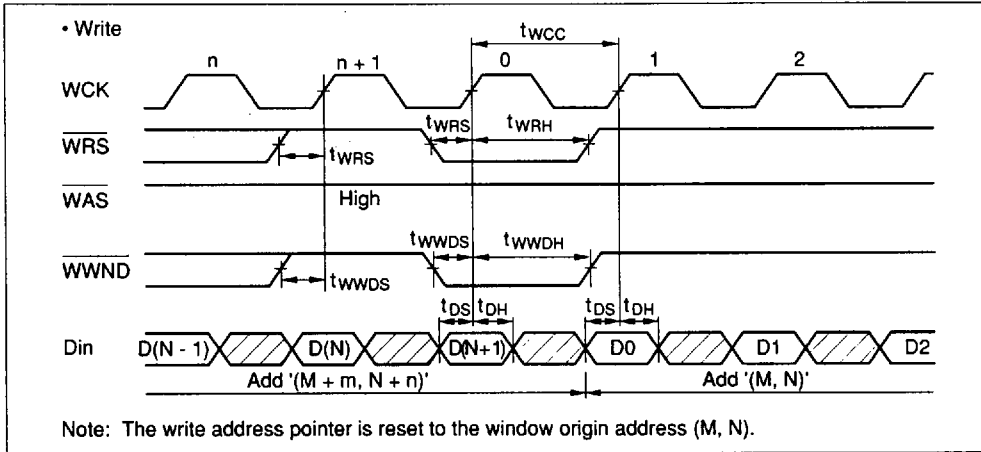 • Write
tWCC
n n + 1 0 1 2
WCK
tWRS tWRH
WRS
tWRS
WAS High
tWWDS tWWDH
WWND
tWWDS
tDS tDH tDS tDH
Din D(N - 1) D(N) D(N+1) D0 D1 D2
Add '(M + m, N + n)' Add '(M, N)'
Note: The write address pointer is reset to the window origin address (M, N).